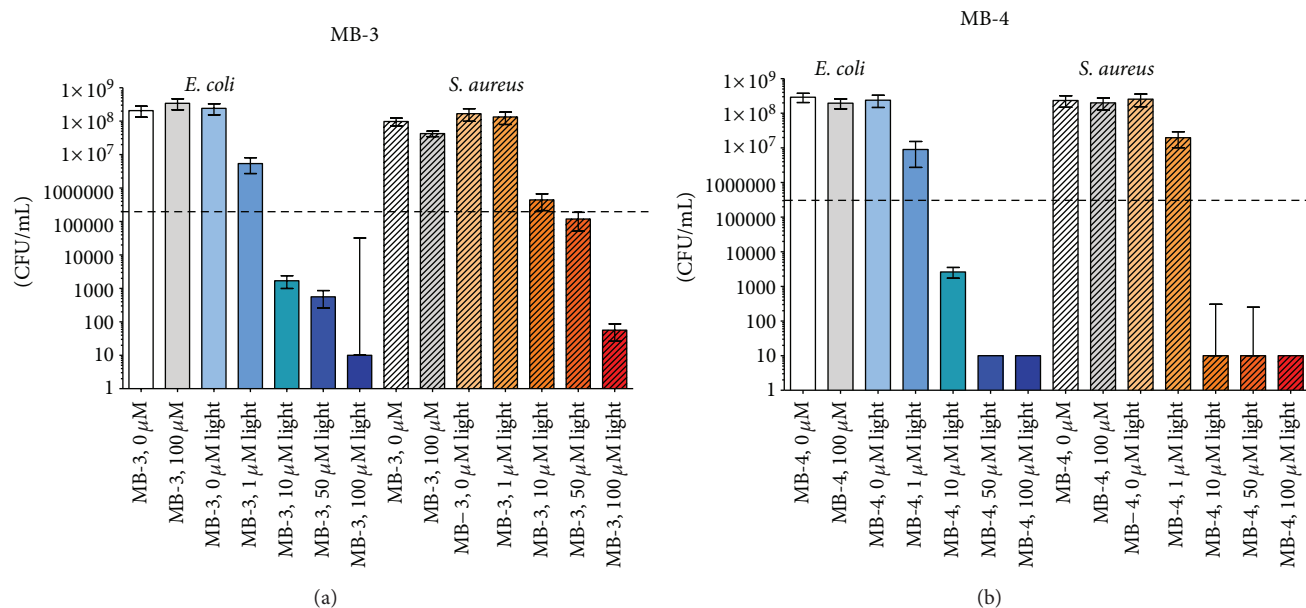 MB-3
E. coli
S. aureus
(CFU/mL)
1×10⁹
1×10⁸
1×10⁷
1000000
100000
10000
1000
100
10
1
MB-3, 0 μM
MB-3, 100 μM
MB-3, 0 μM light
MB-3, 1 μM light
MB-3, 10 μM light
MB-3, 50 μM light
MB-3, 100 μM light
MB-3, 0 μM
MB-3, 100 μM
MB−3, 0 μM light
MB-3, 1 μM light
MB-3, 10 μM light
MB-3, 50 μM light
MB-3, 100 μM light
(a)
MB-4
E. coli
S. aureus
(CFU/mL)
1×10⁹
1×10⁸
1×10⁷
1000000
100000
10000
1000
100
10
1
MB-4, 0 μM
MB-4, 100 μM
MB-4, 0 μM light
MB-4, 1 μM light
MB-4, 10 μM light
MB-4, 50 μM light
MB-4, 100 μM light
MB-4, 0 μM
MB-4, 100 μM
MB−4, 0 μM light
MB-4, 1 μM light
MB-4, 10 μM light
MB-4, 50 μM light
MB-4, 100 μM light
(b)